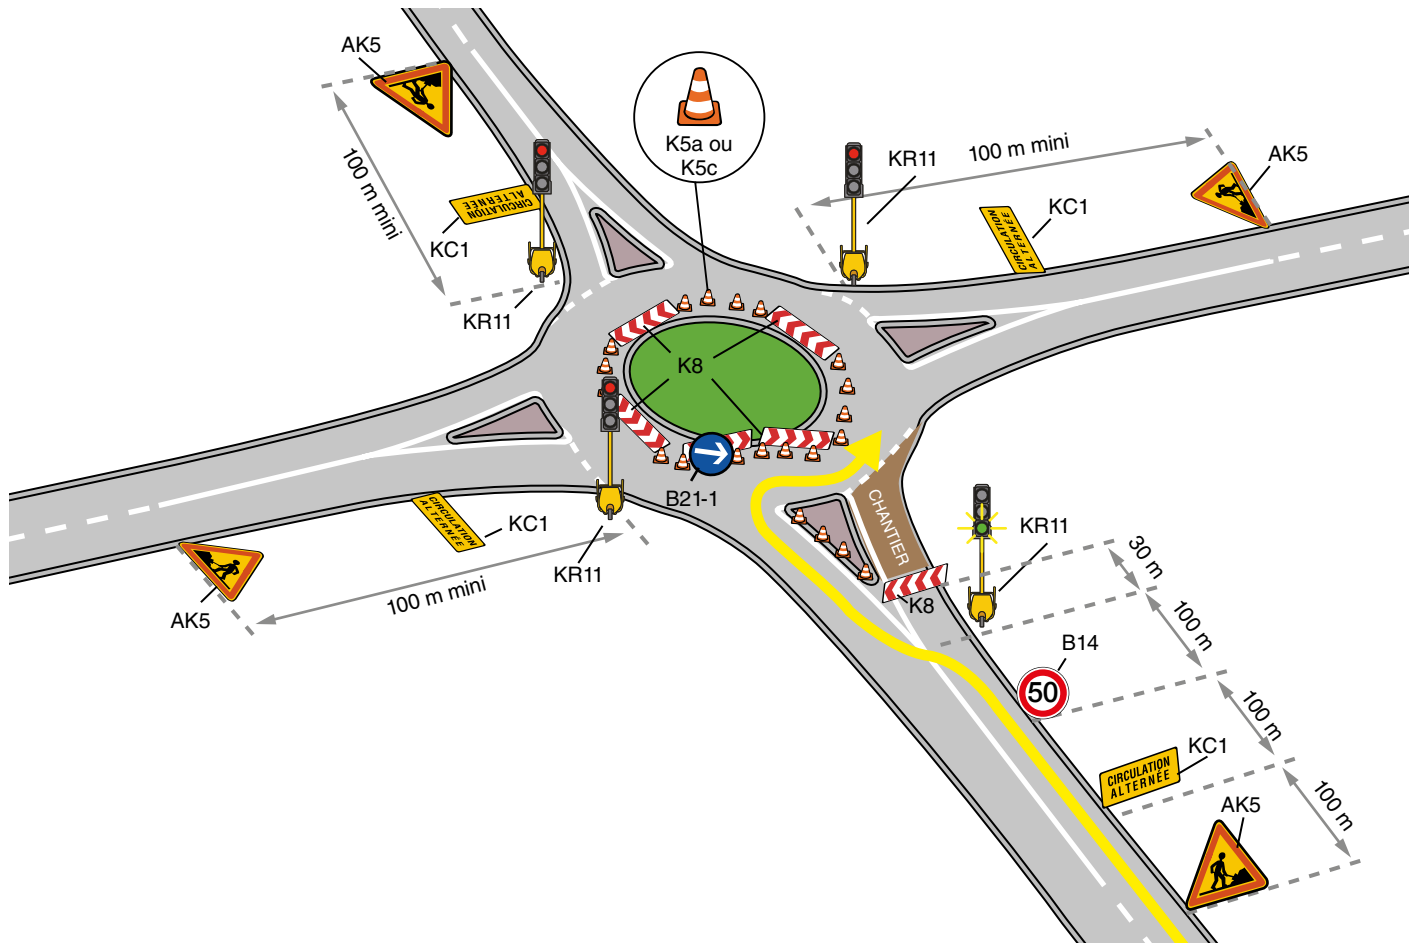 AK5
K5a ou
K5c
KR11
100 m mini
AK5
100 m mini
CIRCULATION
ALTERNÉE
KC1
KC1
CIRCULATION
ALTERNÉE
KR11
K8
B21-1
CHANTIER
CIRCULATION
ALTERNÉE
KC1
KR11
KR11
30 m
100 m mini
AK5
K8
100 m
B14
50
100 m
KC1
CIRCULATION
ALTERNÉE
100 m
AK5